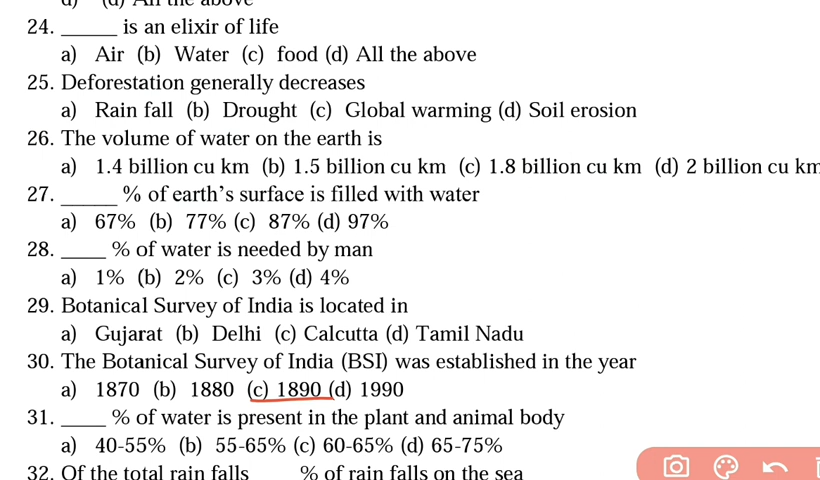 a) (d) All the above
24. _____ is an elixir of life
a) Air (b) Water (c) food (d) All the above
25. Deforestation generally decreases
a) Rain fall (b) Drought (c) Global warming (d) Soil erosion
26. The volume of water on the earth is
a) 1.4 billion cu km (b) 1.5 billion cu km (c) 1.8 billion cu km (d) 2 billion cu km
27. _____ % of earth's surface is filled with water
a) 67% (b) 77% (c) 87% (d) 97%
28. ____ % of water is needed by man
a) 1% (b) 2% (c) 3% (d) 4%
29. Botanical Survey of India is located in
a) Gujarat (b) Delhi (c) Calcutta (d) Tamil Nadu
30. The Botanical Survey of India (BSI) was established in the year
a) 1870 (b) 1880 (c) 1890 (d) 1990
31. ____ % of water is present in the plant and animal body
a) 40-55% (b) 55-65% (c) 60-65% (d) 65-75%
32. Of the total rain falls ____ % of rain falls on the sea